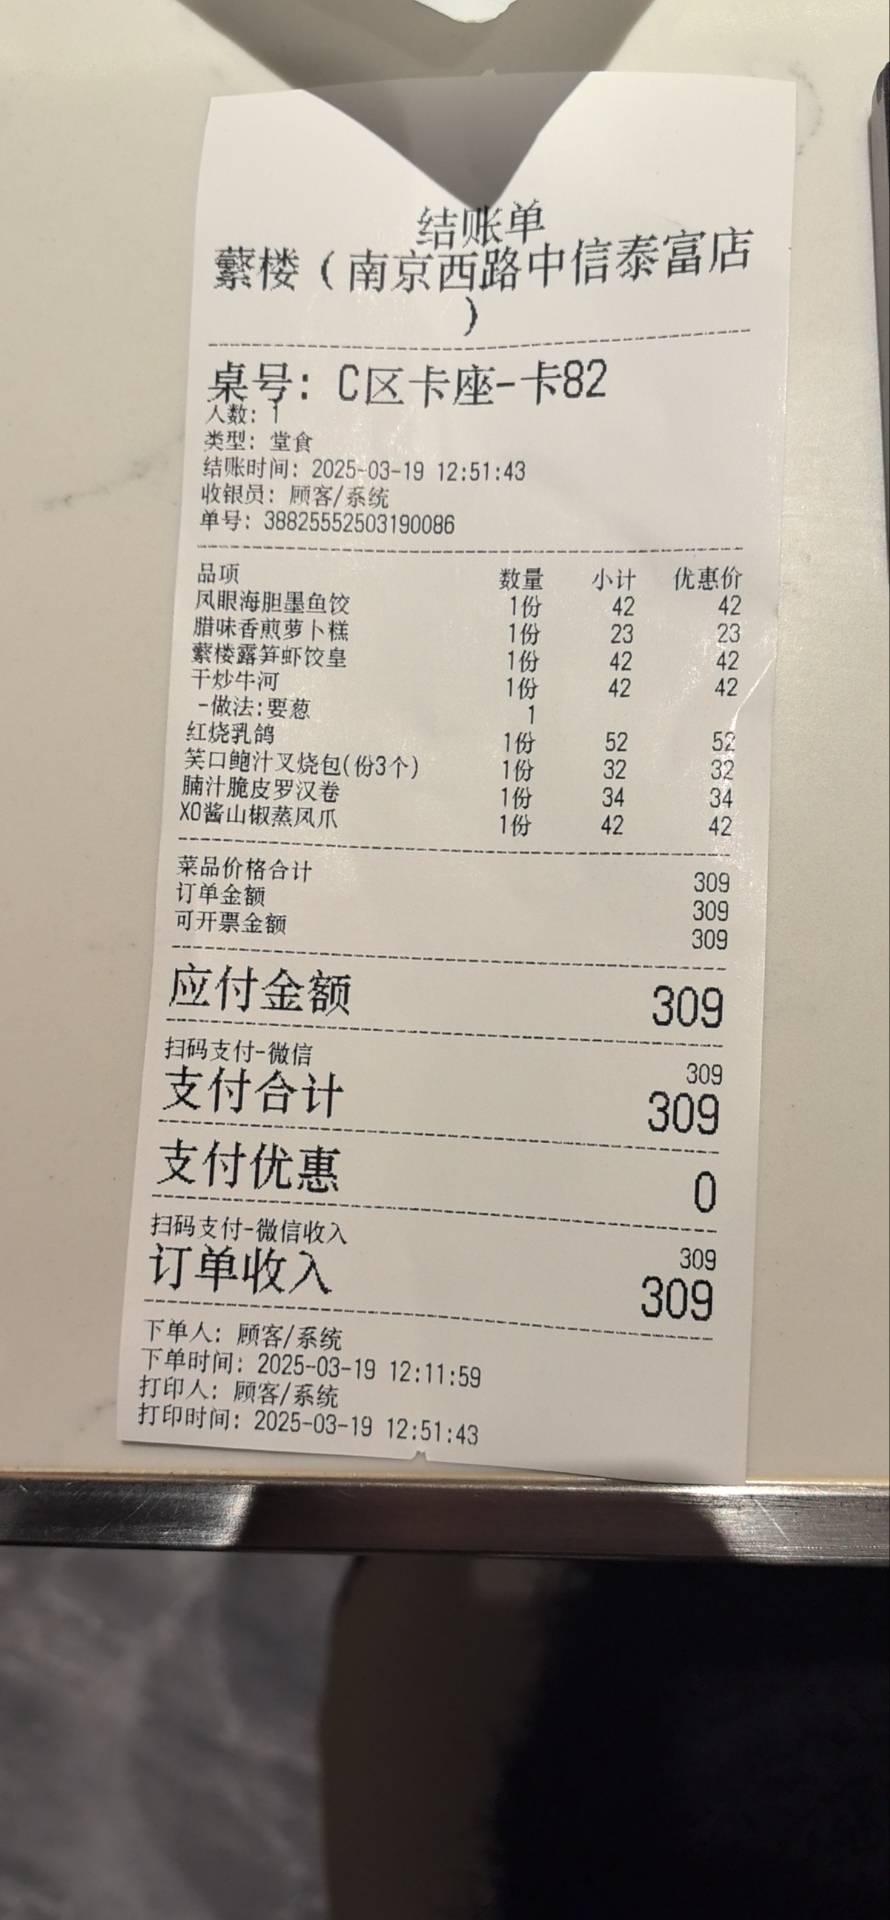 结账单
蘩楼（南京西路中信泰富店
）
桌号：C区卡座-卡82
人数：1
类型：堂食
结账时间：2025-03-19 12:51:43
收银员：顾客/系统
单号：38825552503190086
品项 数量 小计 优惠价
凤眼海胆墨鱼饺 1份 42 42
腊味香煎萝卜糕 1份 23 23
蘩楼露笋虾饺皇 1份 42 42
干炒牛河 1份 42 42
-做法:要葱 1
红烧乳鸽 1份 52 52
笑口鲍汁叉烧包(份3个) 1份 32 32
腩汁脆皮罗汉卷 1份 34 34
XO酱山椒蒸凤爪 1份 42 42
菜品价格合计 309
订单金额 309
可开票金额 309
应付金额 309
扫码支付-微信 309
支付合计 309
支付优惠 0
扫码支付-微信收入 309
订单收入 309
下单人：顾客/系统
下单时间：2025-03-19 12:11:59
打印人：顾客/系统
打印时间：2025-03-19 12:51:43